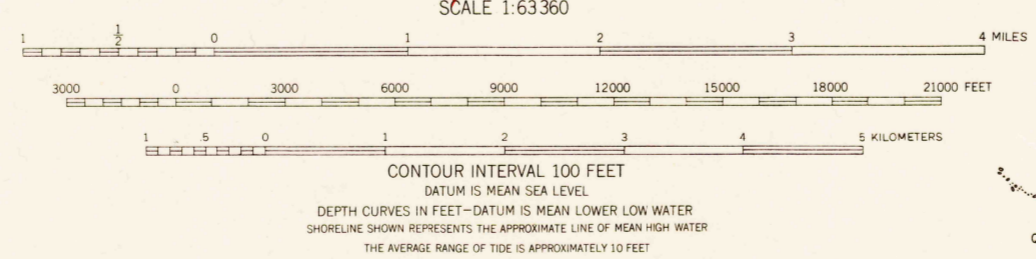 SCALE 1:63360
1 1/2 0 1 2 3 4 MILES
3000 0 3000 6000 9000 12000 15000 18000 21000 FEET
1 .5 0 1 2 3 4 5 KILOMETERS
CONTOUR INTERVAL 100 FEET
DATUM IS MEAN SEA LEVEL
DEPTH CURVES IN FEET—DATUM IS MEAN LOWER LOW WATER
SHORELINE SHOWN REPRESENTS THE APPROXIMATE LINE OF MEAN HIGH WATER
THE AVERAGE RANGE OF TIDE IS APPROXIMATELY 10 FEET